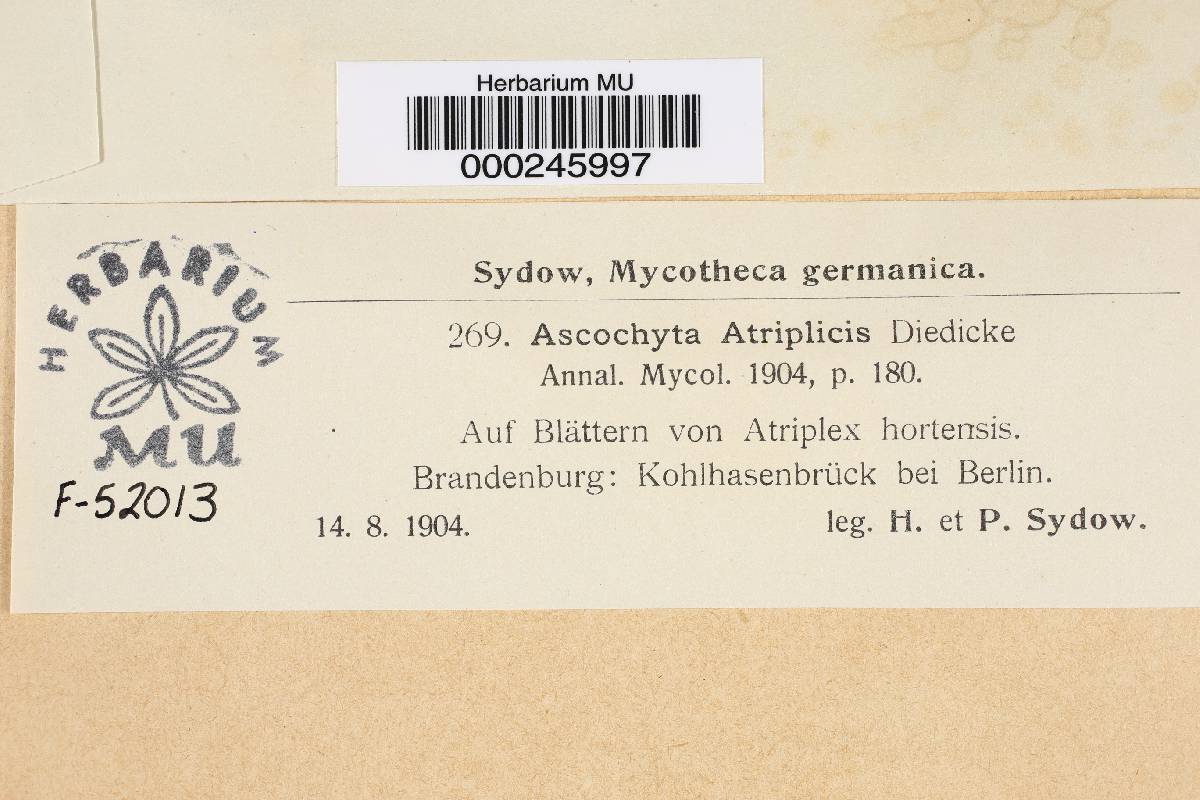 Herbarium MU
000245997
HERBARIUM
MU
F-52013
Sydow, Mycotheca germanica.
269. Ascochyta Atriplicis Diedicke
Annal. Mycol. 1904, p. 180.
Auf Blättern von Atriplex hortensis.
Brandenburg: Kohlhasenbrück bei Berlin.
14. 8. 1904. leg. H. et P. Sydow.